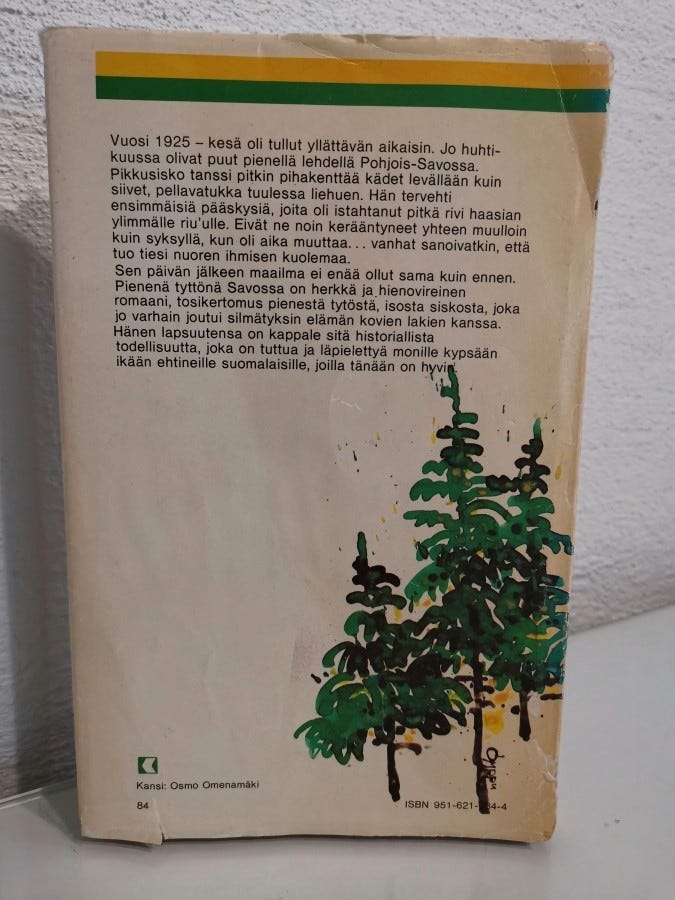 Vuosi 1925 – kesä oli tullut yllättävän aikaisin. Jo huhti-
kuussa olivat puut pienellä lehdellä Pohjois-Savossa.
Pikkusisko tanssi pitkin pihakenttää kädet levällään kuin
siivet, pellavatukka tuulessa liehuen. Hän tervehti
ensimmäisiä pääskysiä, joita oli istahtanut pitkä rivi haasian
ylimmälle riu'ulle. Eivät ne noin kerääntyneet yhteen muulloin
kuin syksyllä, kun oli aika muuttaa... vanhat sanoivatkin, että
tuo tiesi nuoren ihmisen kuolemaa.
Sen päivän jälkeen maailma ei enää ollut sama kuin ennen.
Pienenä tyttönä Savossa on herkkä ja hienovireinen
romaani, tosikertomus pienestä tytöstä, isosta siskosta, joka
jo varhain joutui silmätyksin elämän kovien lakien kanssa.
Hänen lapsuutensa on kappale sitä historiallista
todellisuutta, joka on tuttua ja läpielettyä monille kypsään
ikään ehtineille suomalaisille, joilla tänään on hyvin.
Kansi: Osmo Omenamäki
84
ISBN